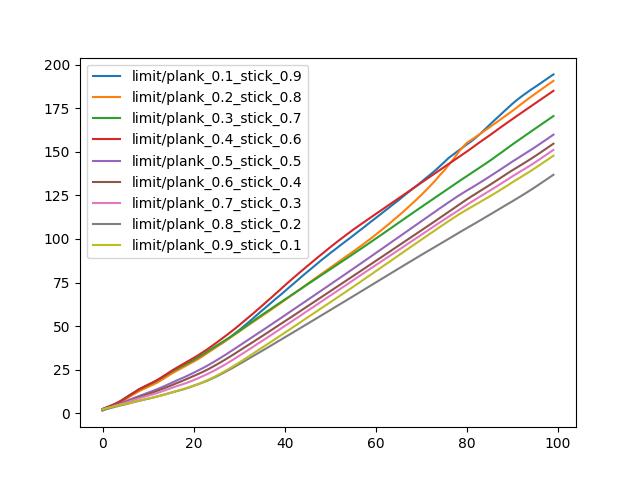 200
175
150
125
100
75
50
25
0
limit/plank_0.1_stick_0.9
limit/plank_0.2_stick_0.8
limit/plank_0.3_stick_0.7
limit/plank_0.4_stick_0.6
limit/plank_0.5_stick_0.5
limit/plank_0.6_stick_0.4
limit/plank_0.7_stick_0.3
limit/plank_0.8_stick_0.2
limit/plank_0.9_stick_0.1
0 20 40 60 80 100